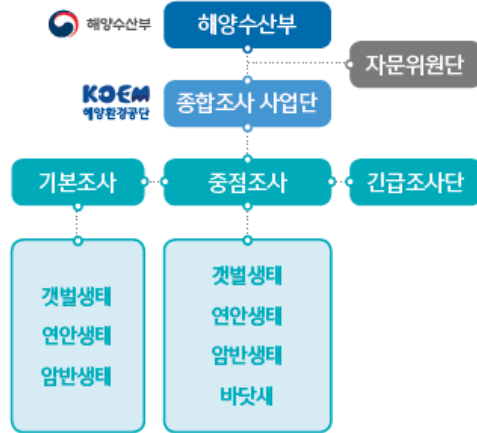 해양수산부
해양수산부
자문위원단
KOEM
해양환경공단
종합조사 사업단
기본조사
중점조사
긴급조사단
갯벌생태
연안생태
암반생태
갯벌생태
연안생태
암반생태
바닷새